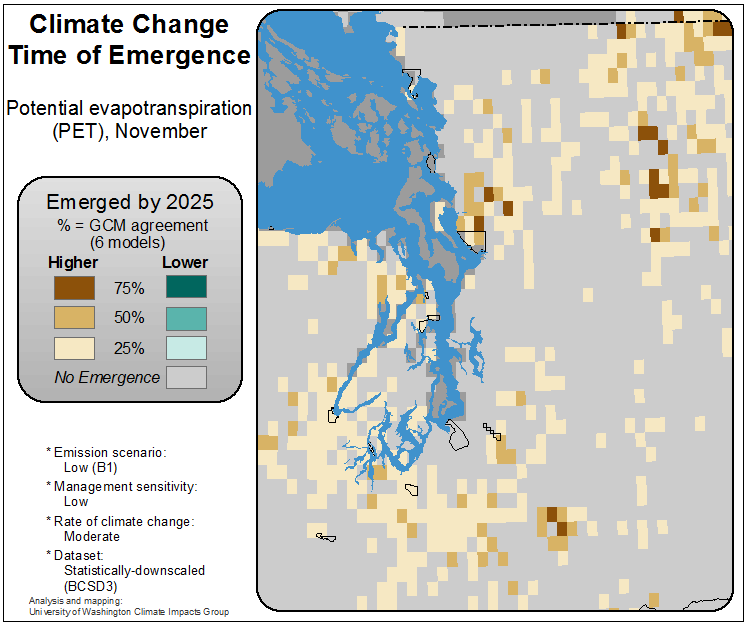 Climate Change
Time of Emergence
Potential evapotranspiration
(PET), November
Emerged by 2025
% = GCM agreement
(6 models)
Higher Lower
75%
50%
25%
No Emergence
* Emission scenario:
Low (B1)
* Management sensitivity:
Low
* Rate of climate change:
Moderate
* Dataset:
Statistically-downscaled
(BCSD3)
Analysis and mapping:
University of Washington Climate Impacts Group